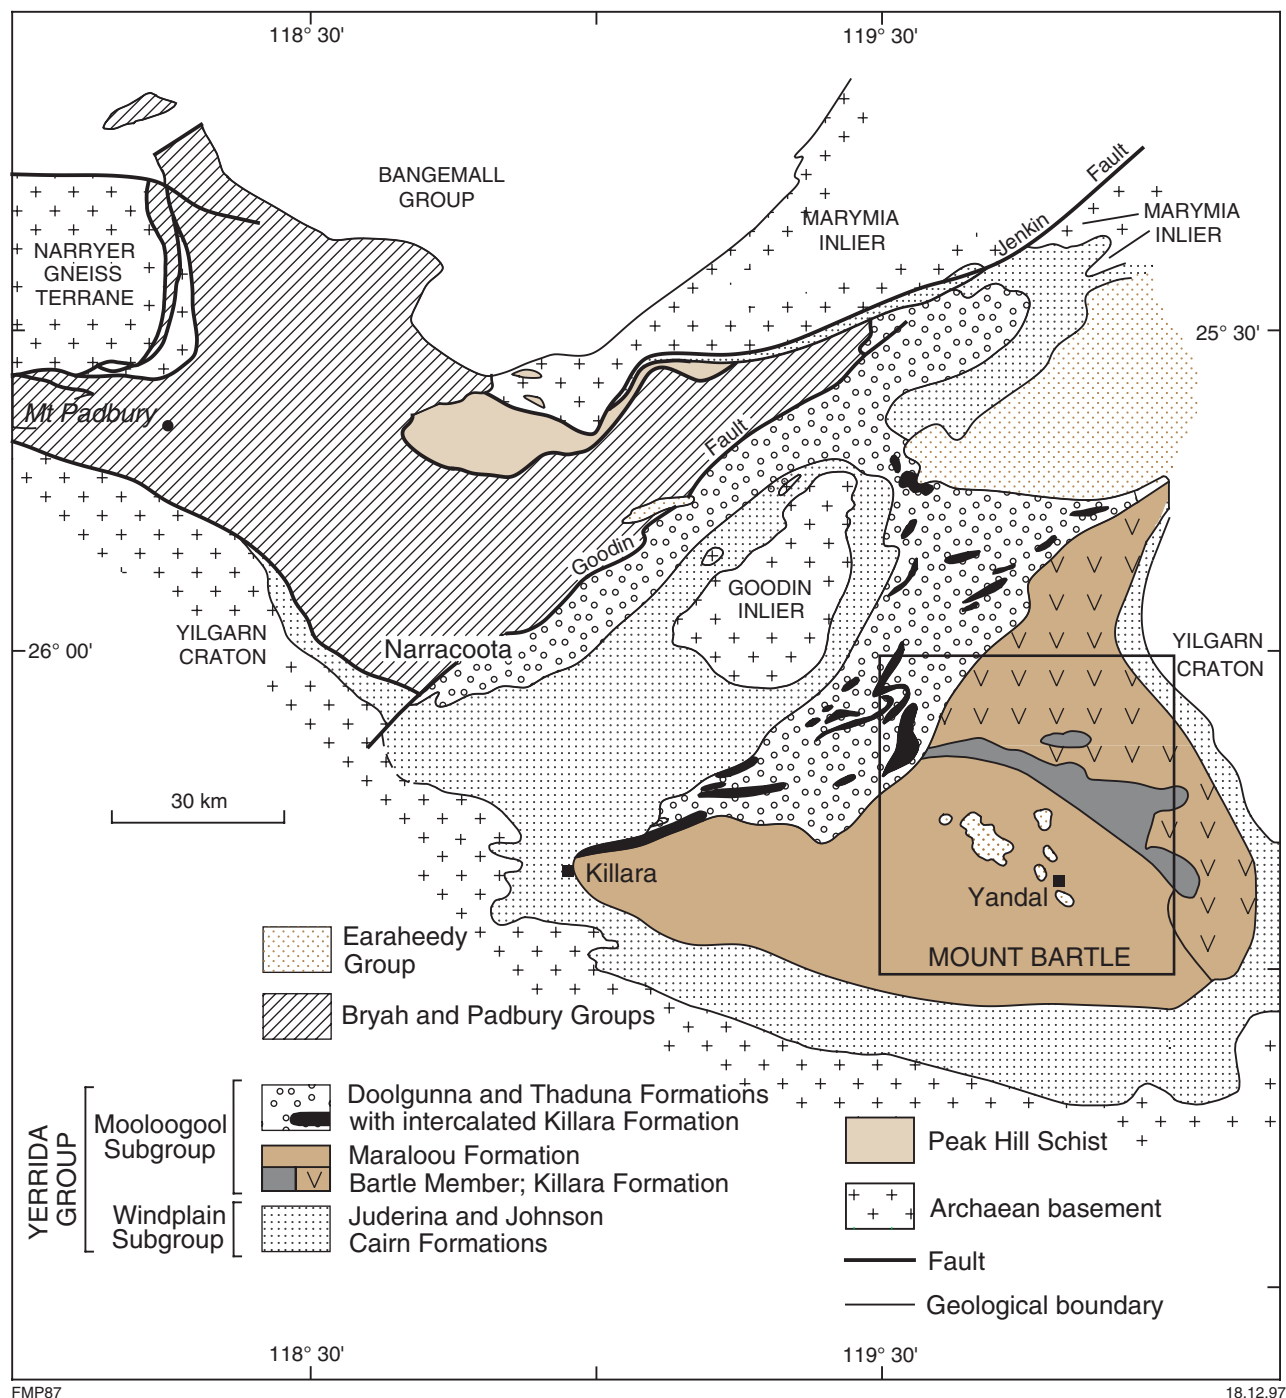 118° 30'
119° 30'
BANGEMALL
GROUP
MARYMIA
INLIER
Jenkin
Fault
MARYMIA
INLIER
NARRYER
GNEISS
TERRANE
25° 30'
Mt Padbury
Fault
Goodin
GOODIN
INLIER
YILGARN
CRATON
26° 00'
Narracoota
YILGARN
CRATON
30 km
Killara
Yandal
MOUNT BARTLE
Earaheedy
Group
Bryah and Padbury Groups
YERRIDA
GROUP
Mooloogool
Subgroup
Doolgunna and Thaduna Formations
with intercalated Killara Formation
Maraloou Formation
Bartle Member; Killara Formation
Windplain
Subgroup
Juderina and Johnson
Cairn Formations
Peak Hill Schist
Archaean basement
Fault
Geological boundary
118° 30'
119° 30'
FMP87
18.12.97